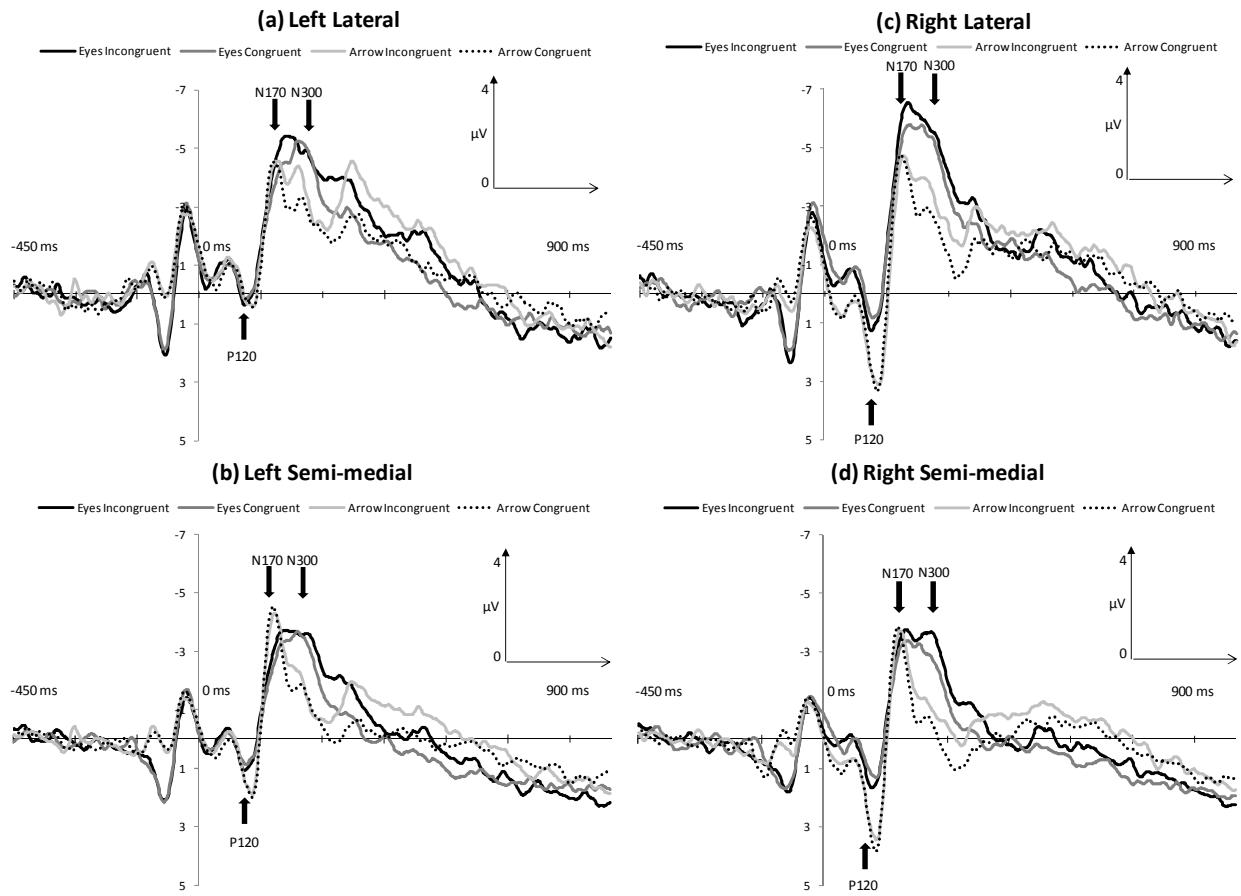 (a) Left Lateral
Eyes Incongruent Eyes Congruent Arrow Incongruent Arrow Congruent
-7
-5
-3
1
1
3
5
N170 N300
4
µV
0
-450 ms 0 ms 900 ms
P120
(c) Right Lateral
Eyes Incongruent Eyes Congruent Arrow Incongruent Arrow Congruent
-7
-5
-3
1
1
3
5
N170 N300
4
µV
0
-450 ms 0 ms 900 ms
P120
(b) Left Semi-medial
Eyes Incongruent Eyes Congruent Arrow Incongruent Arrow Congruent
-7
-5
-3
1
1
3
5
N170 N300
4
µV
0
-450 ms 0 ms 900 ms
P120
(d) Right Semi-medial
Eyes Incongruent Eyes Congruent Arrow Incongruent Arrow Congruent
-7
-5
-3
1
1
3
5
N170 N300
4
µV
0
-450 ms 0 ms 900 ms
P120